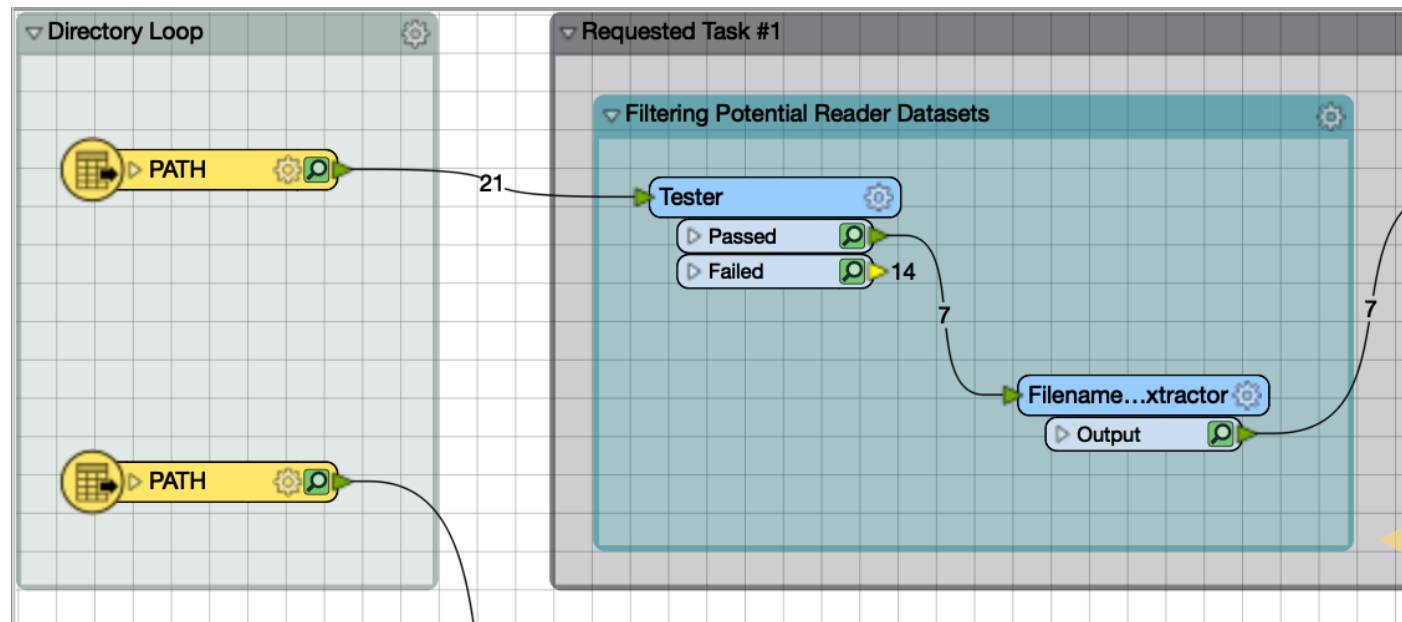 Directory Loop
Requested Task #1
Filtering Potential Reader Datasets
PATH
21
Tester
Passed
Failed
14
7
7
Filename...xtractor
Output
PATH